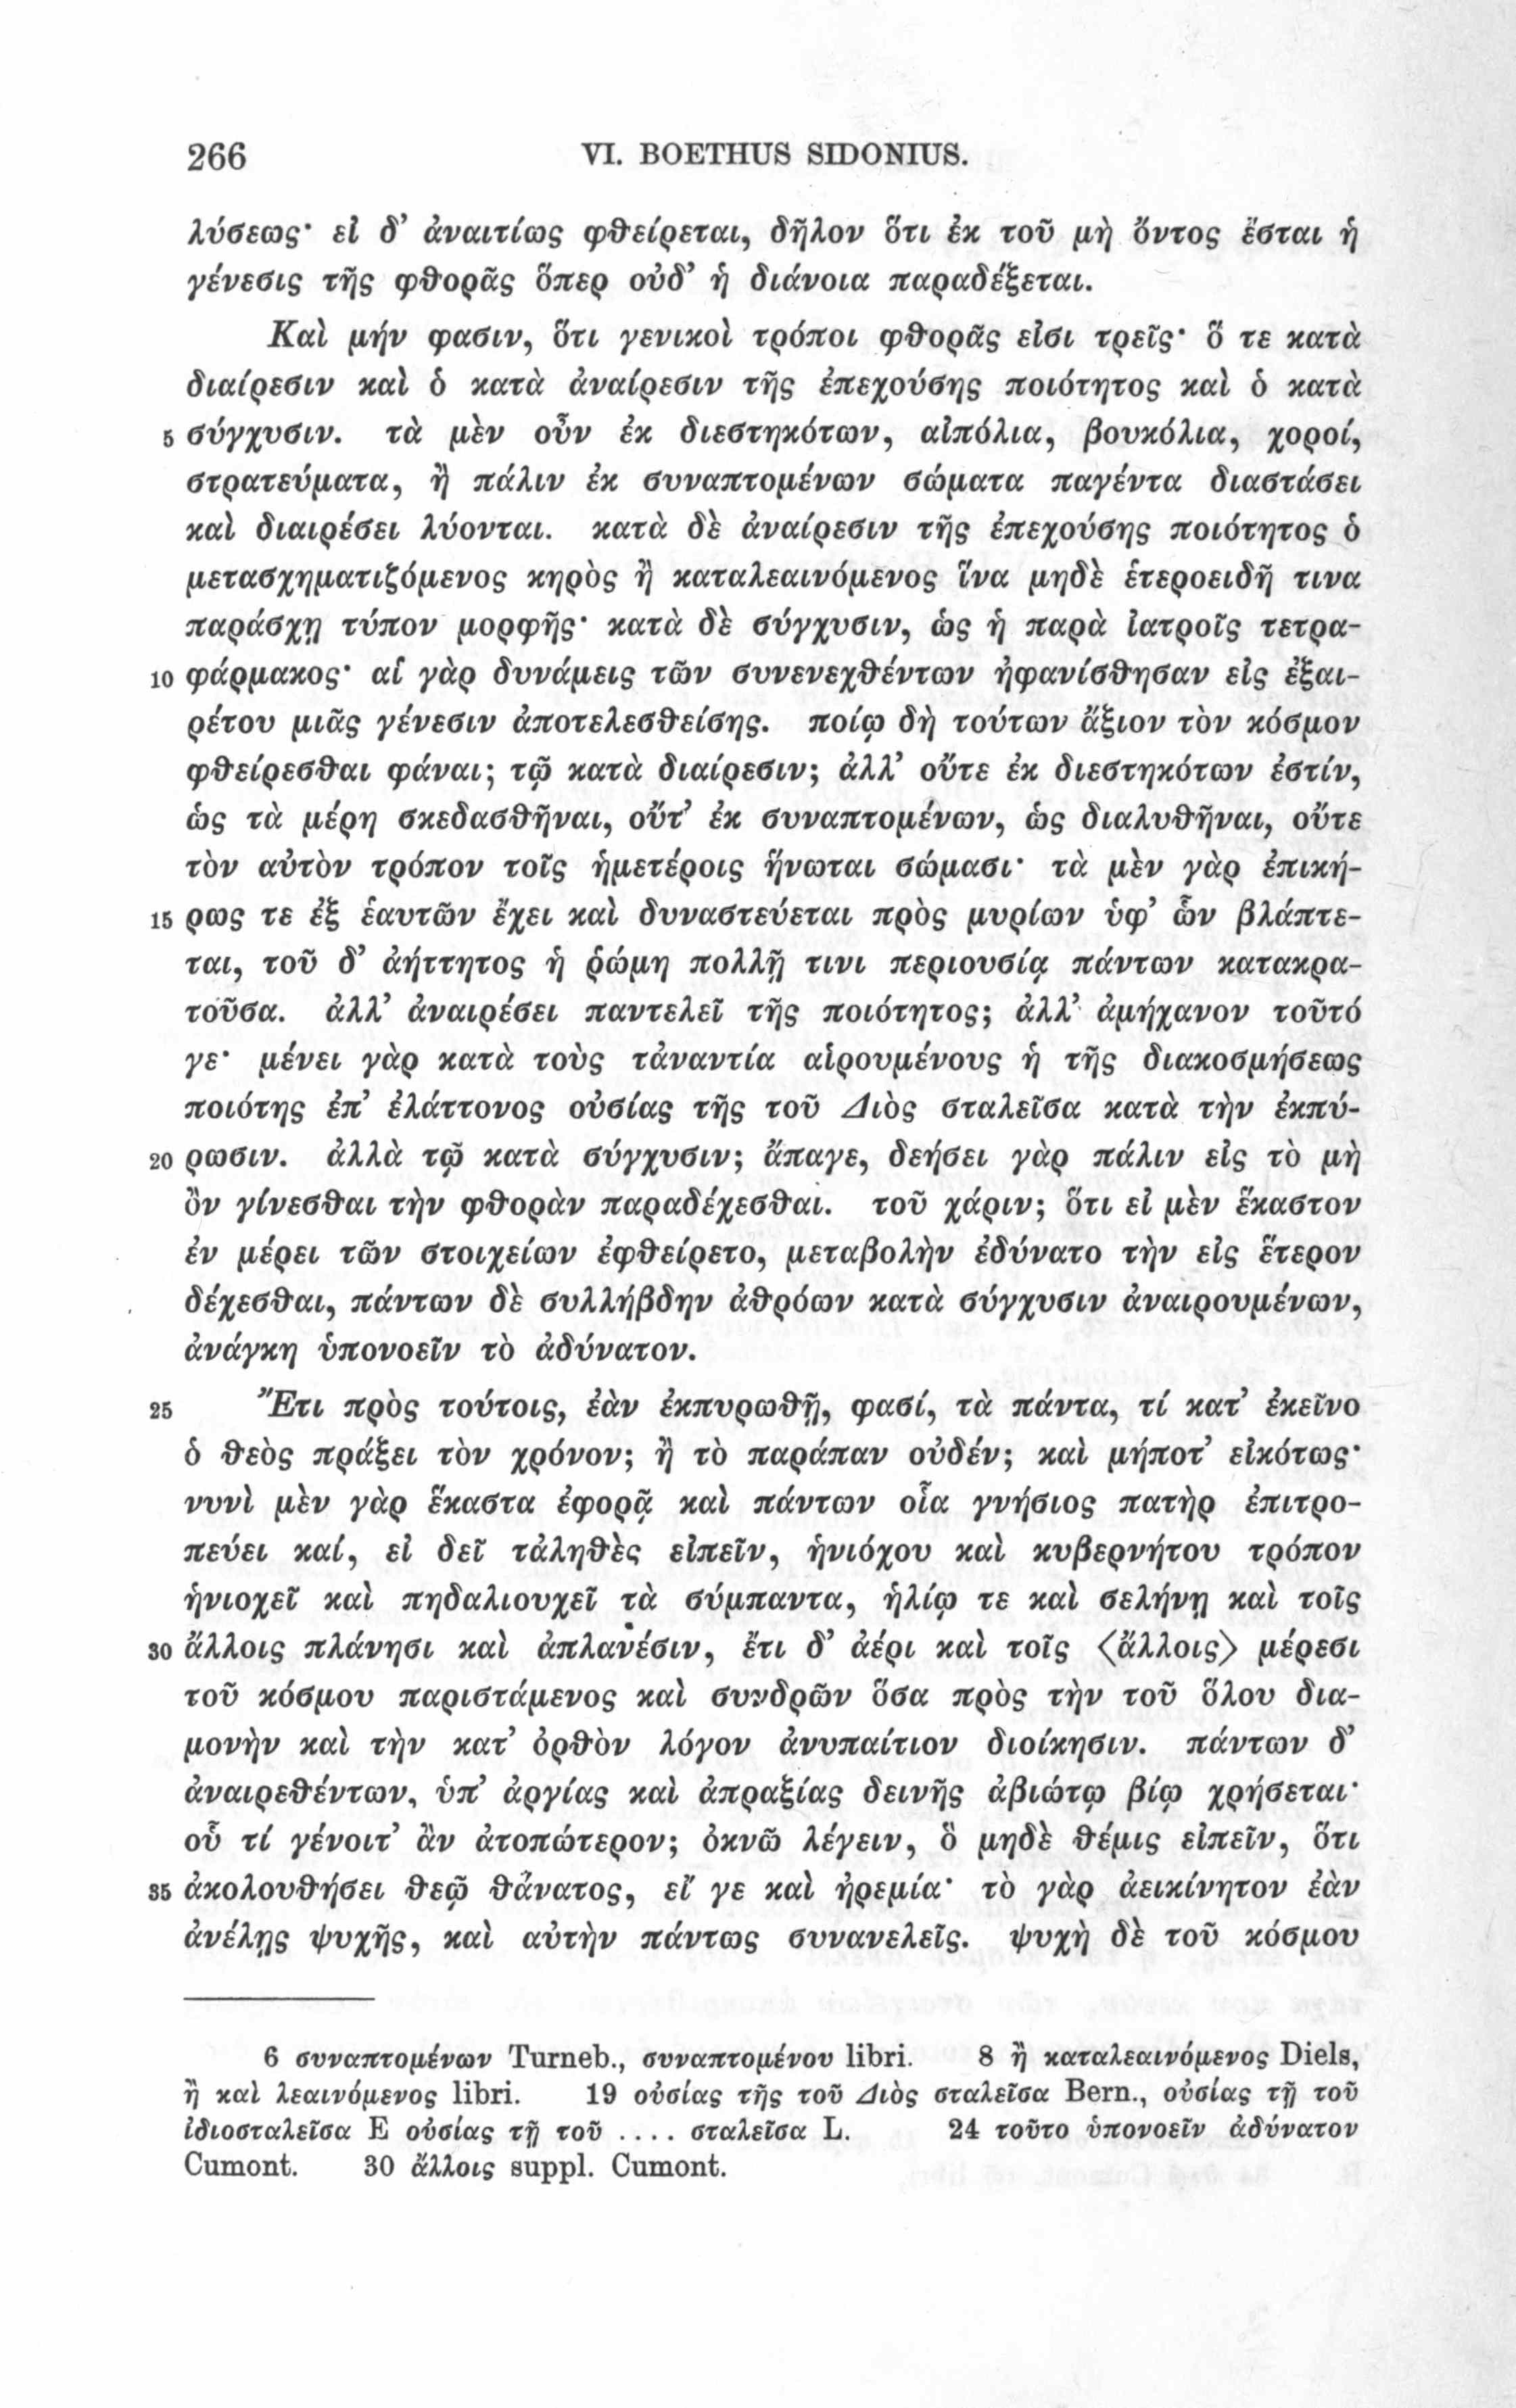 266 VI. BOETHUS SIDONIUS.
λύσεως· εἰ δ’ ἀναιτίως φθείρεται, δῆλον ὅτι ἐκ τοῦ μὴ ὄντος ἔσται ἡ
γένεσις τῆς φθορᾶς ὅπερ οὐδ’ ἡ διάνοια παραδέξεται.
Καὶ μήν φασιν, ὅτι γενικοὶ τρόποι φθορᾶς εἰσι τρεῖς· ὅ τε κατὰ
διαίρεσιν καὶ ὁ κατὰ ἀναίρεσιν τῆς ἐπεχούσης ποιότητος καὶ ὁ κατὰ
5 σύγχυσιν. τὰ μὲν οὖν ἐκ διεστηκότων, αἰπόλια, βουκόλια, χοροί,
στρατεύματα, ἢ πάλιν ἐκ συναπτομένων σώματα παγέντα διαστάσει
καὶ διαιρέσει λύονται. κατὰ δὲ ἀναίρεσιν τῆς ἐπεχούσης ποιότητος ὁ
μετασχηματιζόμενος κηρὸς ἢ καταλεαινόμενος ἵνα μηδὲ ἑτεροειδῆ τινα
παράσχῃ τύπον μορφῆς· κατὰ δὲ σύγχυσιν, ὡς ἡ παρὰ ἰατροῖς τετρα-
10 φάρμακος· αἱ γὰρ δυνάμεις τῶν συνενεχθέντων ἠφανίσθησαν εἰς ἐξαι-
ρέτου μιᾶς γένεσιν ἀποτελεσθείσης. ποίῳ δὴ τούτων ἄξιον τὸν κόσμον
φθείρεσθαι φάναι; τῷ κατὰ διαίρεσιν; ἀλλ’ οὔτε ἐκ διεστηκότων ἐστίν,
ὡς τὰ μέρη σκεδασθῆναι, οὔτ’ ἐκ συναπτομένων, ὡς διαλυθῆναι, οὔτε
τὸν αὐτὸν τρόπον τοῖς ἡμετέροις ἥνωται σώμασι· τὰ μὲν γὰρ ἐπική-
15 ρως τε ἐξ ἑαυτῶν ἔχει καὶ δυναστεύεται πρὸς μυρίων ὑφ’ ὧν βλάπτε-
ται, τοῦ δ’ ἀήττητος ἡ ῥώμη πολλῇ τινι περιουσίᾳ πάντων κατακρα-
τοῦσα. ἀλλ’ ἀναιρέσει παντελεῖ τῆς ποιότητος; ἀλλ’ ἀμήχανον τοῦτό
γε· μένει γὰρ κατὰ τοὺς τἀναντία αἱρουμένους ἡ τῆς διακοσμήσεως
ποιότης ἐπ’ ἐλάττονος οὐσίας τῆς τοῦ Διὸς σταλεῖσα κατὰ τὴν ἐκπύ-
20 ρωσιν. ἀλλὰ τῷ κατὰ σύγχυσιν; ἄπαγε, δεήσει γὰρ πάλιν εἰς τὸ μὴ
ὂν γίνεσθαι τὴν φθορὰν παραδέχεσθαι. τοῦ χάριν; ὅτι εἰ μὲν ἕκαστον
ἐν μέρει τῶν στοιχείων ἐφθείρετο, μεταβολὴν ἐδύνατο τὴν εἰς ἕτερον
δέχεσθαι, πάντων δὲ συλλήβδην ἀθρόων κατὰ σύγχυσιν ἀναιρουμένων,
ἀνάγκη ὑπονοεῖν τὸ ἀδύνατον.
25 Ἔτι πρὸς τούτοις, ἐὰν ἐκπυρωθῇ, φασί, τὰ πάντα, τί κατ’ ἐκεῖνο
ὁ θεὸς πράξει τὸν χρόνον; ἢ τὸ παράπαν οὐδέν; καὶ μήποτ’ εἰκότως·
νυνὶ μὲν γὰρ ἕκαστα ἐφορᾷ καὶ πάντων οἷα γνήσιος πατὴρ ἐπιτρο-
πεύει καί, εἰ δεῖ τἀληθὲς εἰπεῖν, ἡνιόχου καὶ κυβερνήτου τρόπον
ἡνιοχεῖ καὶ πηδαλιουχεῖ τὰ σύμπαντα, ἡλίῳ τε καὶ σελήνῃ καὶ τοῖς
30 ἄλλοις πλάνησι καὶ ἀπλανέσιν, ἔτι δ’ ἀέρι καὶ τοῖς ⟨ἄλλοις⟩ μέρεσι
τοῦ κόσμου παριστάμενος καὶ συνδρῶν ὅσα πρὸς τὴν τοῦ ὅλου δια-
μονὴν καὶ τὴν κατ’ ὀρθὸν λόγον ἀνυπαίτιον διοίκησιν. πάντων δ’
ἀναιρεθέντων, ὑπ’ ἀργίας καὶ ἀπραξίας δεινῆς ἀβιώτῳ βίῳ χρήσεται·
οὗ τί γένοιτ’ ἂν ἀτοπώτερον; ὀκνῶ λέγειν, ὃ μηδὲ θέμις εἰπεῖν, ὅτι
35 ἀκολουθήσει θεῷ θάνατος, εἴ γε καὶ ἠρεμία· τὸ γὰρ ἀεικίνητον ἐὰν
ἀνέλῃς ψυχῆς, καὶ αὐτὴν πάντως συνανελεῖς. ψυχὴ δὲ τοῦ κόσμου
6 συναπτομένων Turneb., συναπτομένου libri. 8 ἢ καταλεαινόμενος Diels,
ἢ καὶ λεαινόμενος libri. 19 οὐσίας τῆς τοῦ Διὸς σταλεῖσα Bern., οὐσίας τῇ τοῦ
ἰδιοσταλεῖσα E οὐσίας τῇ τοῦ .... σταλεῖσα L. 24 τοῦτο ὑπονοεῖν ἀδύνατον
Cumont. 30 ἄλλοις suppl. Cumont.